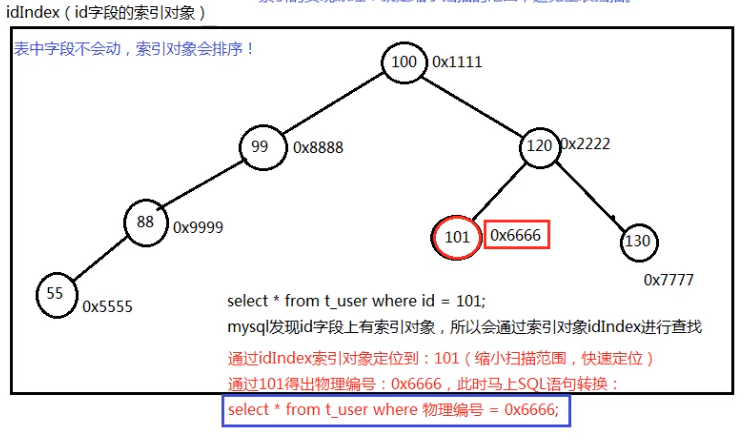 idIndex（id字段的索引对象）
表中字段不会动，索引对象会排序！
100 0x1111
99 0x8888
120 0x2222
88 0x9999
101 0x6666
130
0x7777
55 0x5555
select * from t_user where id = 101;
mysql发现id字段上有索引对象，所以会通过索引对象idIndex进行查找
通过idIndex索引对象定位到：101（缩小扫描范围，快速定位）
通过101得出物理编号：0x6666，此时马上SQL语句转换：
select * from t_user where 物理编号 = 0x6666;